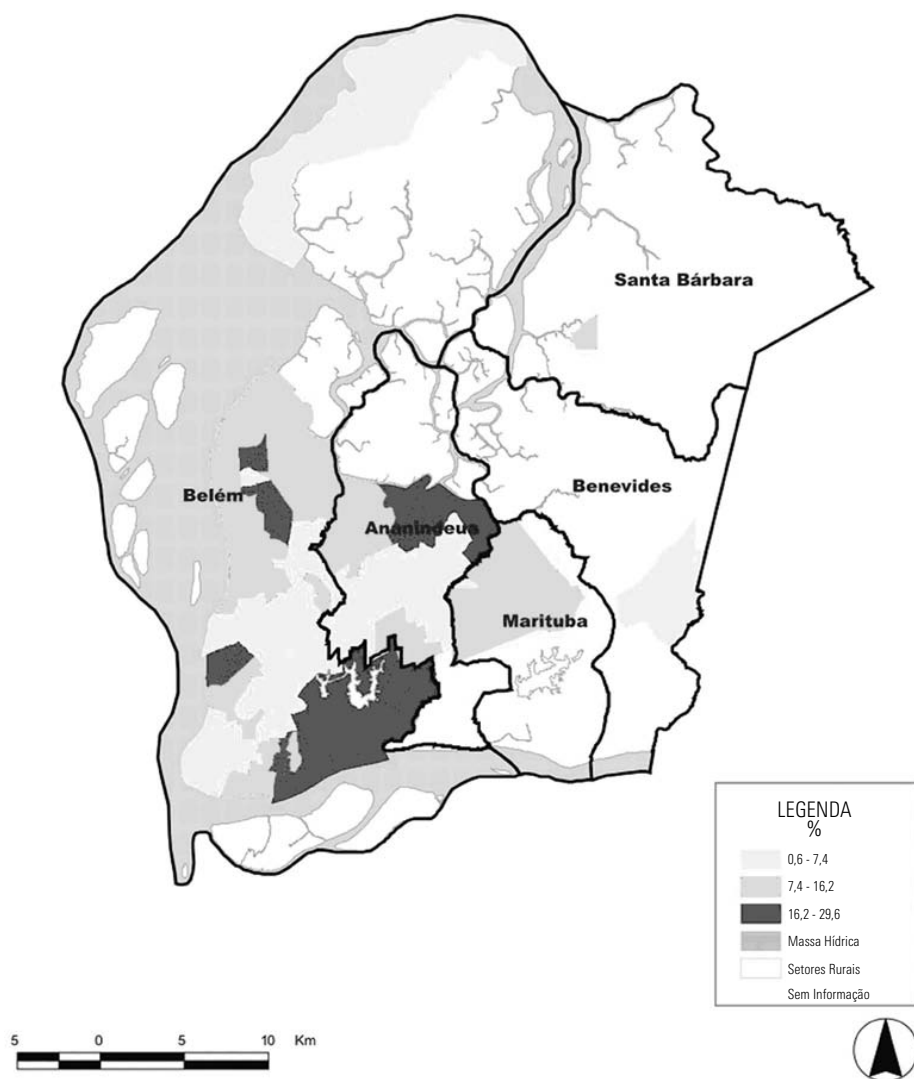 Santa Bárbara
Benevides
Belém
Ananindeua
Marituba
LEGENDA
%
0,6 - 7,4
7,4 - 16,2
16,2 - 29,6
Massa Hídrica
Setores Rurais
Sem Informação
5 0 5 10 Km